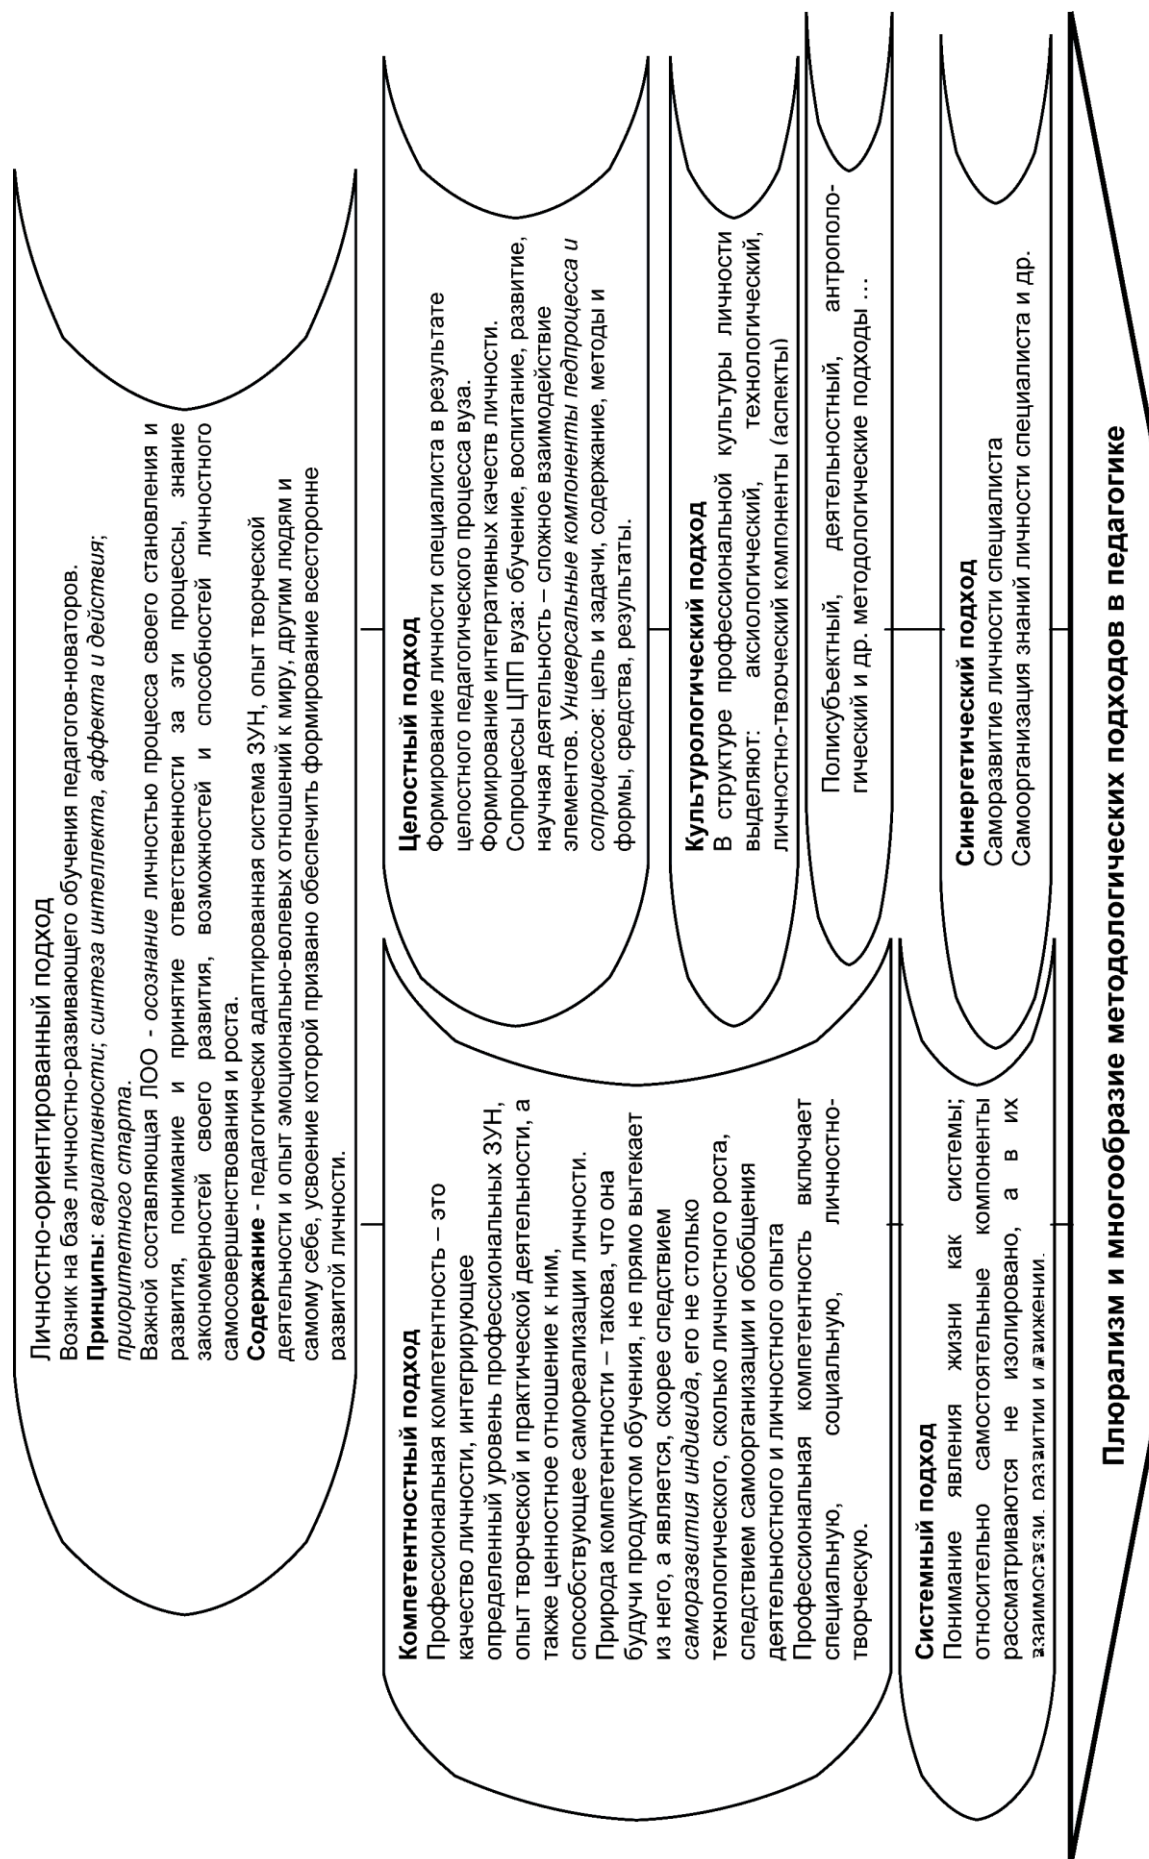 Личностно-ориентированный подход
Возник на базе личностно-развивающего обучения педагогов-новаторов.
Принципы: вариативности; синтеза интеллекта, аффекта и действия;
приоритетного старта.
Важной составляющая ЛОО - осознание личностью процесса своего становления и
развития, понимание и принятие ответственности за эти процессы, знание
закономерностей своего развития, возможностей и способностей личностного
самосовершенствования и роста.
Содержание - педагогически адаптированная система ЗУН, опыт творческой
деятельности и опыт эмоционально-волевых отношений к миру, другим людям и
самому себе, усвоение которой призвано обеспечить формирование всесторонне
развитой личности.
Компетентностный подход
Профессиональная компетентность – это
качество личности, интегрирующее
определенный уровень профессиональных ЗУН,
опыт творческой и практической деятельности, а
также ценностное отношение к ним,
способствующее самореализации личности.
Природа компетентности – такова, что она
будучи продуктом обучения, не прямо вытекает
из него, а является, скорее следствием
саморазвития индивида, его не столько
технологического, сколько личностного роста,
следствием самоорганизации и обобщения
деятельностного и личностного опыта
Профессиональная компетентность включает
специальную, социальную, личностно-
творческую.
Целостный подход
Формирование личности специалиста в результате
целостного педагогического процесса вуза.
Формирование интегративных качеств личности.
Сопроцессы ЦПП вуза: обучение, воспитание, развитие,
научная деятельность – сложное взаимодействие
элементов. Универсальные компоненты педпроцесса и
сопроцессов: цель и задачи, содержание, методы и
формы, средства, результаты.
Культурологический подход
В структуре профессиональной культуры личности
выделяют: аксиологический, технологический,
личностно-творческий компоненты (аспекты)
Полисубъектный, деятельностный, антрополо-
гический и др. методологические подходы …
Системный подход
Понимание явления жизни как системы;
относительно самостоятельные компоненты
рассматриваются не изолировано, а в их
взаимосвязи, развитии и движении.
Синергетический подход
Саморазвитие личности специалиста
Самоорганизация знаний личности специалиста и др.
Плюрализм и многообразие методологических подходов в педагогике